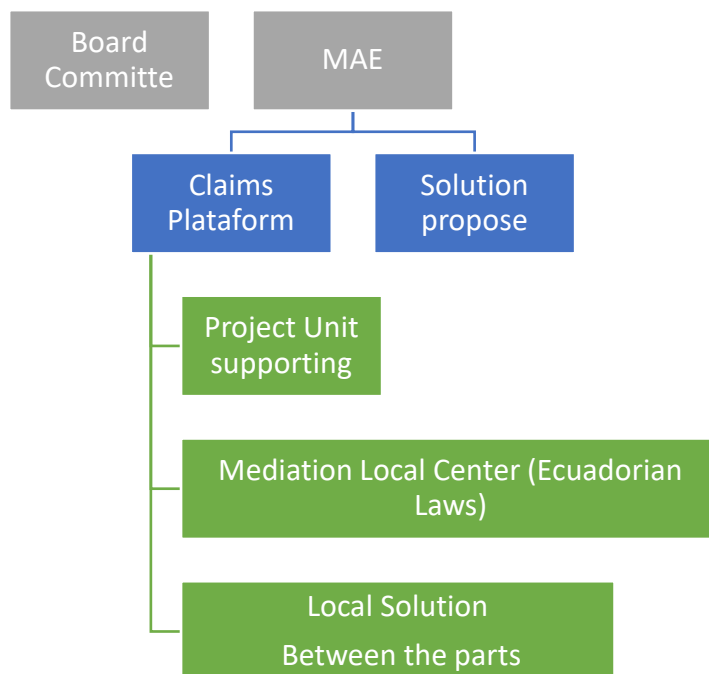 Board
Committe
MAE
Claims
Plataform
Solution
propose
Project Unit
supporting
Mediation Local Center (Ecuadorian
Laws)
Local Solution
Between the parts